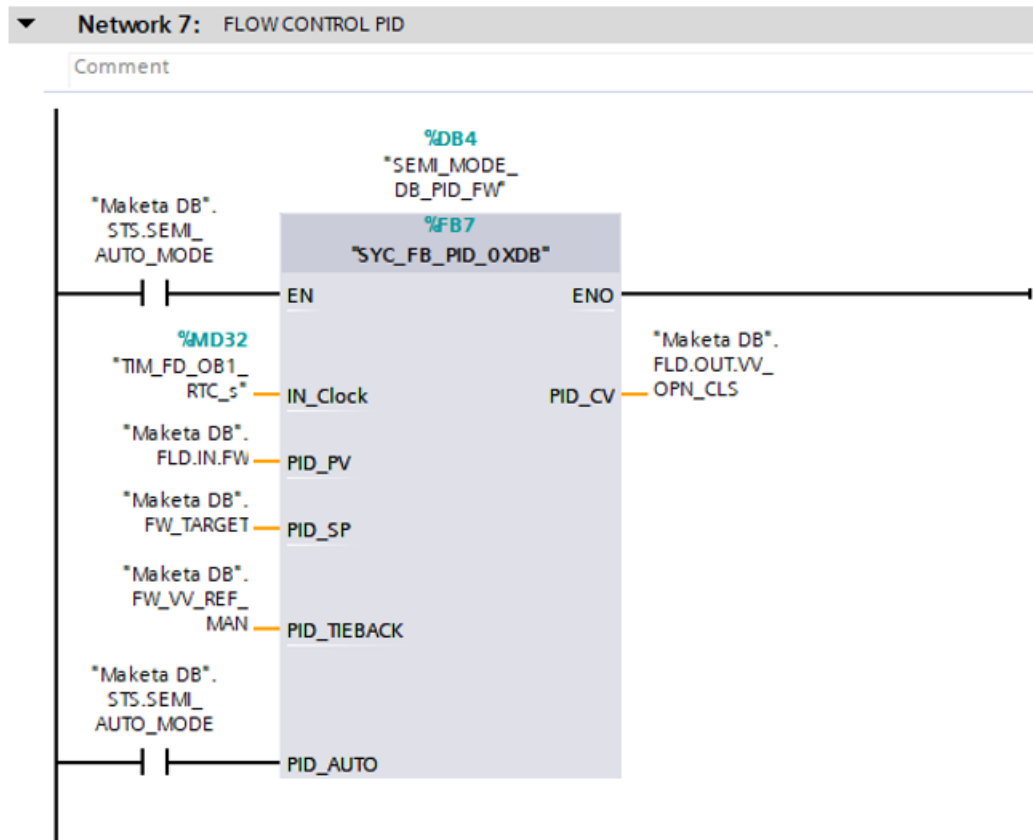 Network 7: FLOW CONTROL PID
Comment
%DB4
"SEMI_MODE_
DB_PID_FW"
"Maketa DB".
STS.SEMI_
AUTO_MODE
%FB7
"SYC_FB_PID_0XDB"
EN
ENO
%MD32
"TIM_FD_OB1_
RTC_s"
IN_Clock
"Maketa DB".
FLD.OUT.VV_
OPN_CLS
PID_CV
"Maketa DB".
FLD.IN.FW
PID_PV
"Maketa DB".
FW_TARGET
PID_SP
"Maketa DB".
FW_VV_REF_
MAN
PID_TIEBACK
"Maketa DB".
STS.SEMI_
AUTO_MODE
PID_AUTO